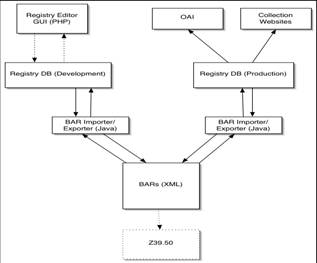 Registry Editor
GUI (PHP)
OAI
Collection
Websites
Registry DB (Development)
Registry DB (Production)
BAR Importer/
Exporter (Java)
BAR Importer/
Exporter (Java)
BARs (XML)
Z39.50